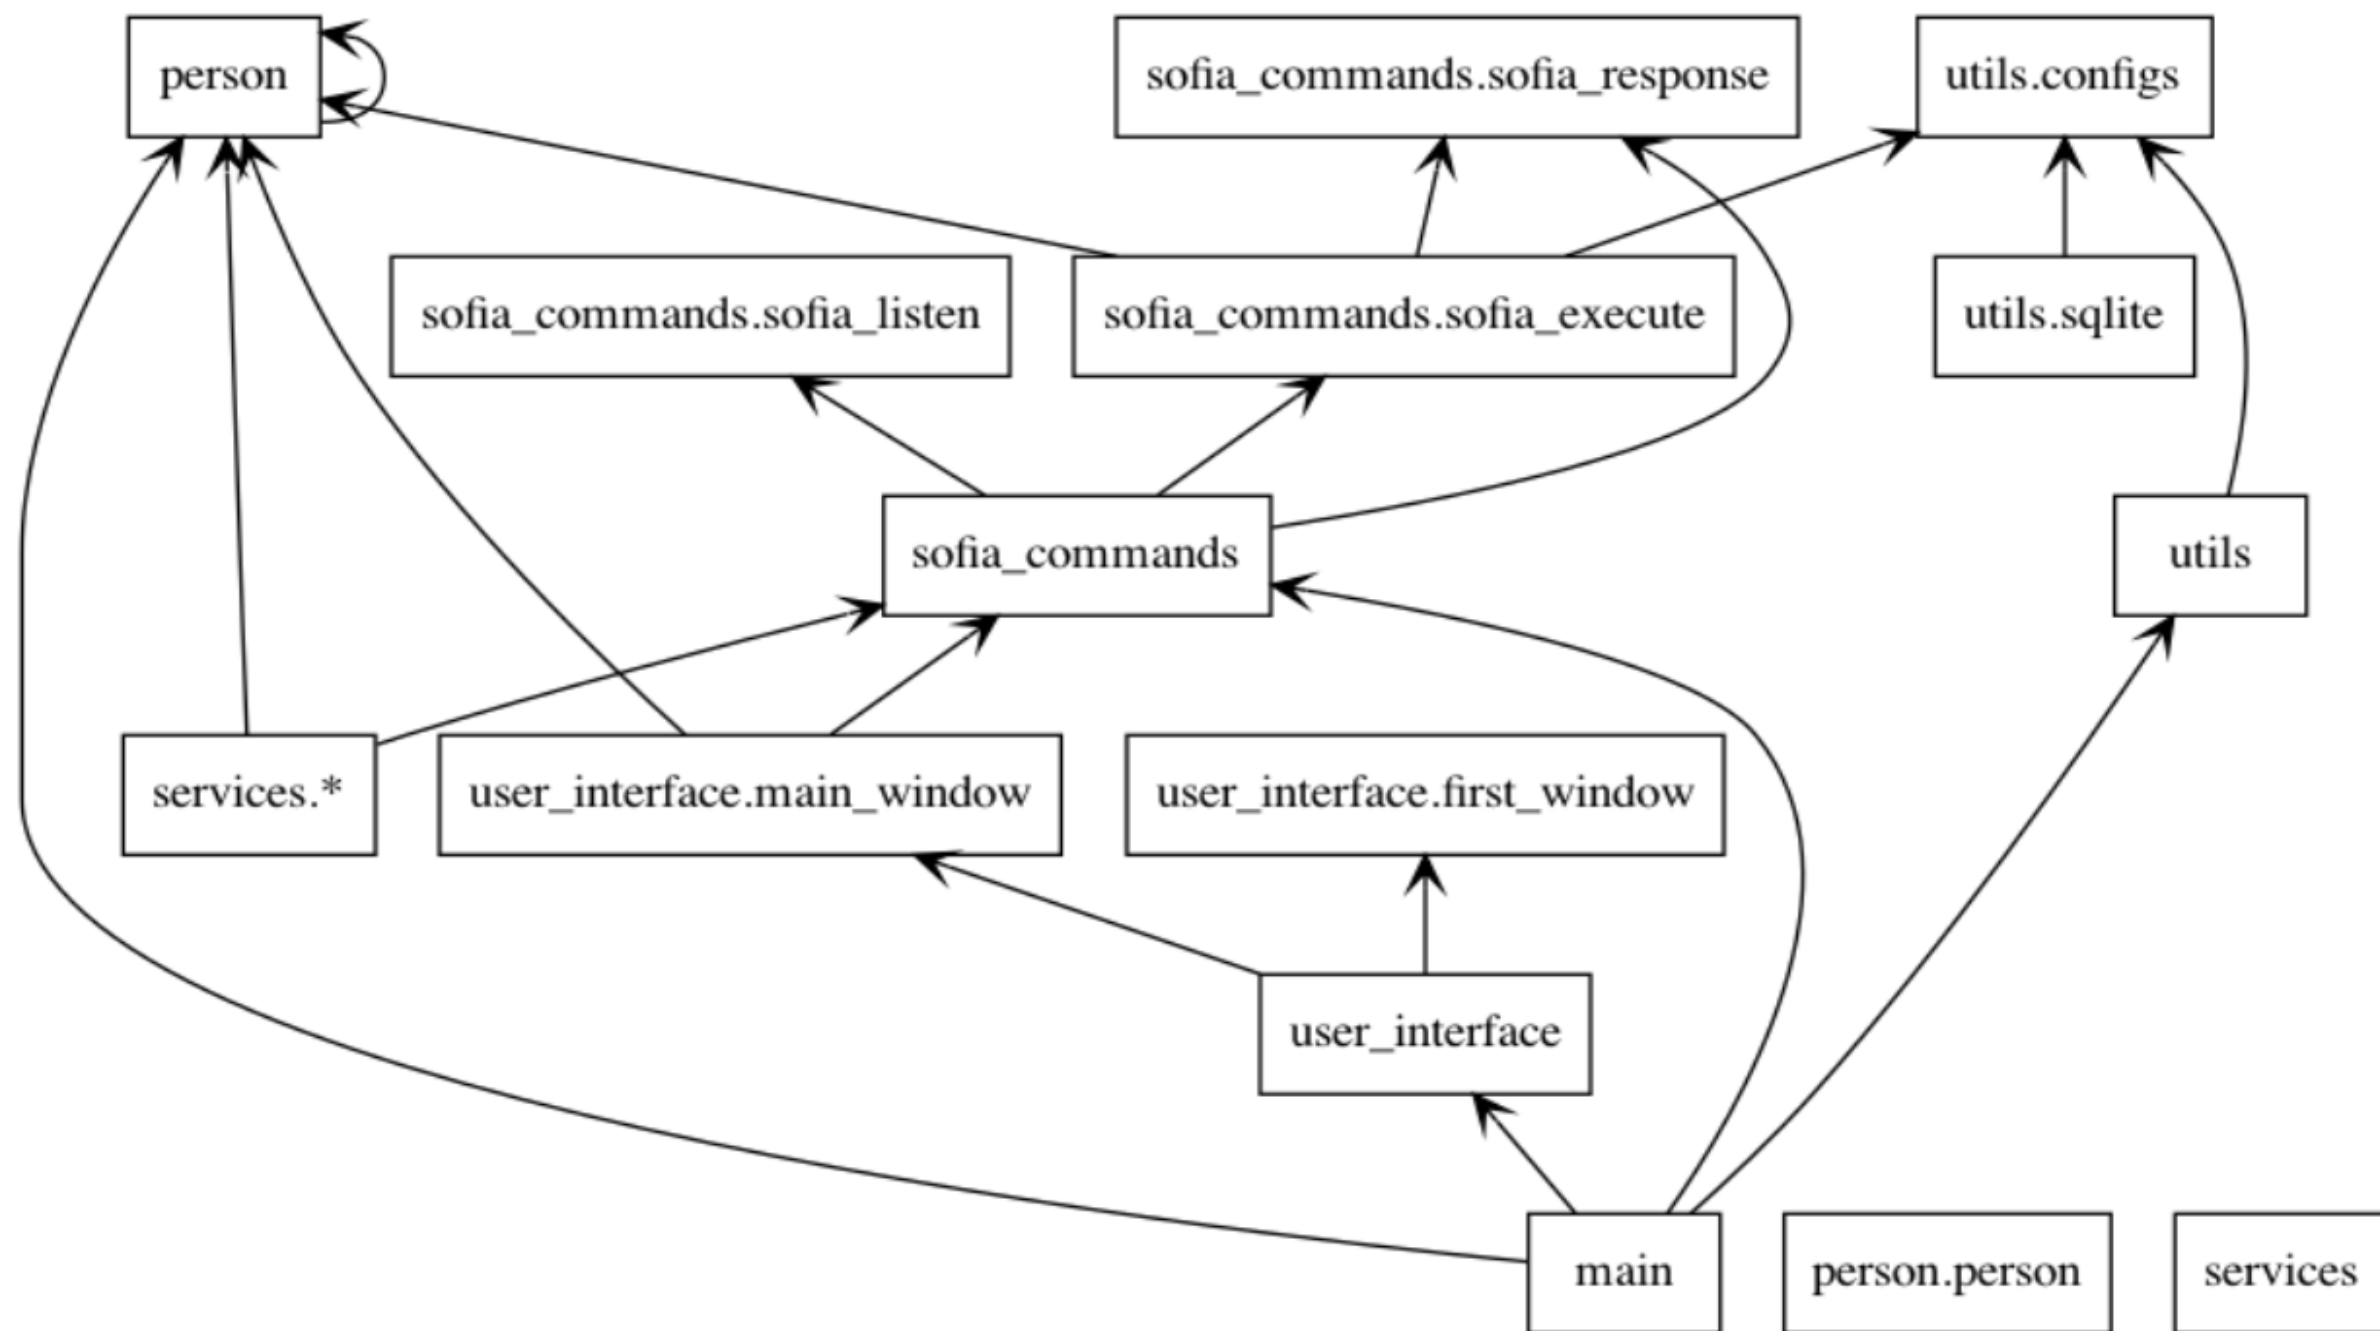 person
sofia_commands.sofia_response
utils.configs
sofia_commands.sofia_listen
sofia_commands.sofia_execute
utils.sqlite
sofia_commands
utils
services.*
user_interface.main_window
user_interface.first_window
user_interface
main
person.person
services